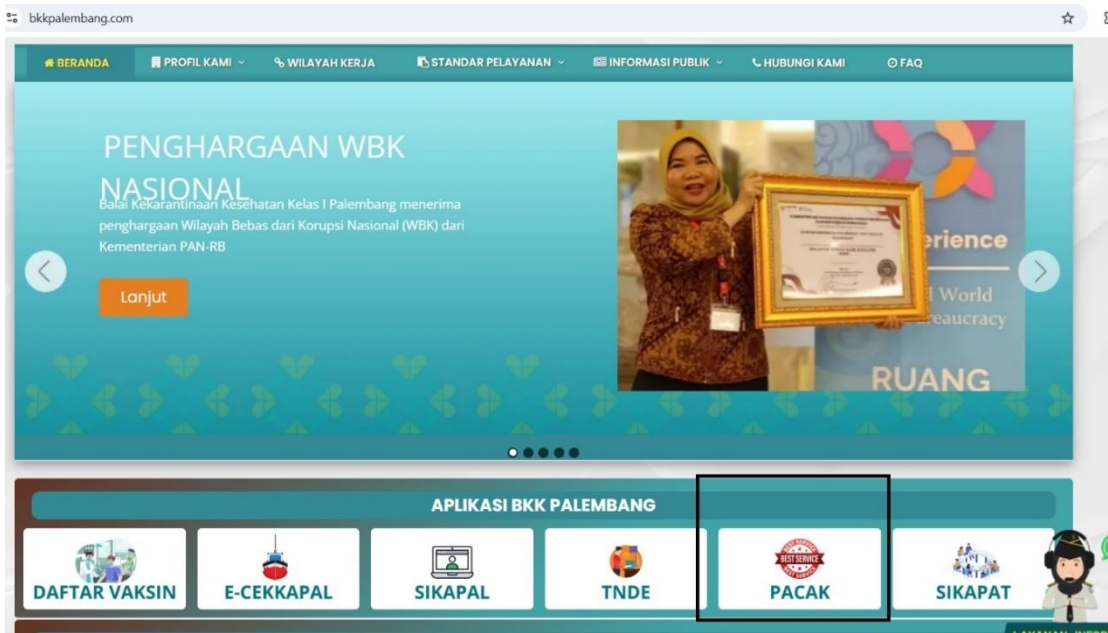 bkkpalembang.com
BERANDA PROFIL KAMI WILAYAH KERJA STANDAR PELAYANAN INFORMASI PUBLIK HUBUNGI KAMI FAQ
PENGHARGAAN WBK
NASIONAL
Balai Kekarantinaan Kesehatan Kelas I Palembang menerima
penghargaan Wilayah Bebas dari Korupsi Nasional (WBK) dari
Kementerian PAN-RB
Lanjut
erience
World
reaucracy
RUANG
APLIKASI BKK PALEMBANG
BEST SERVICE
DAFTAR VAKSIN E-CEKKAPAL SIKAPAL TNDE PACAK SIKAPAT